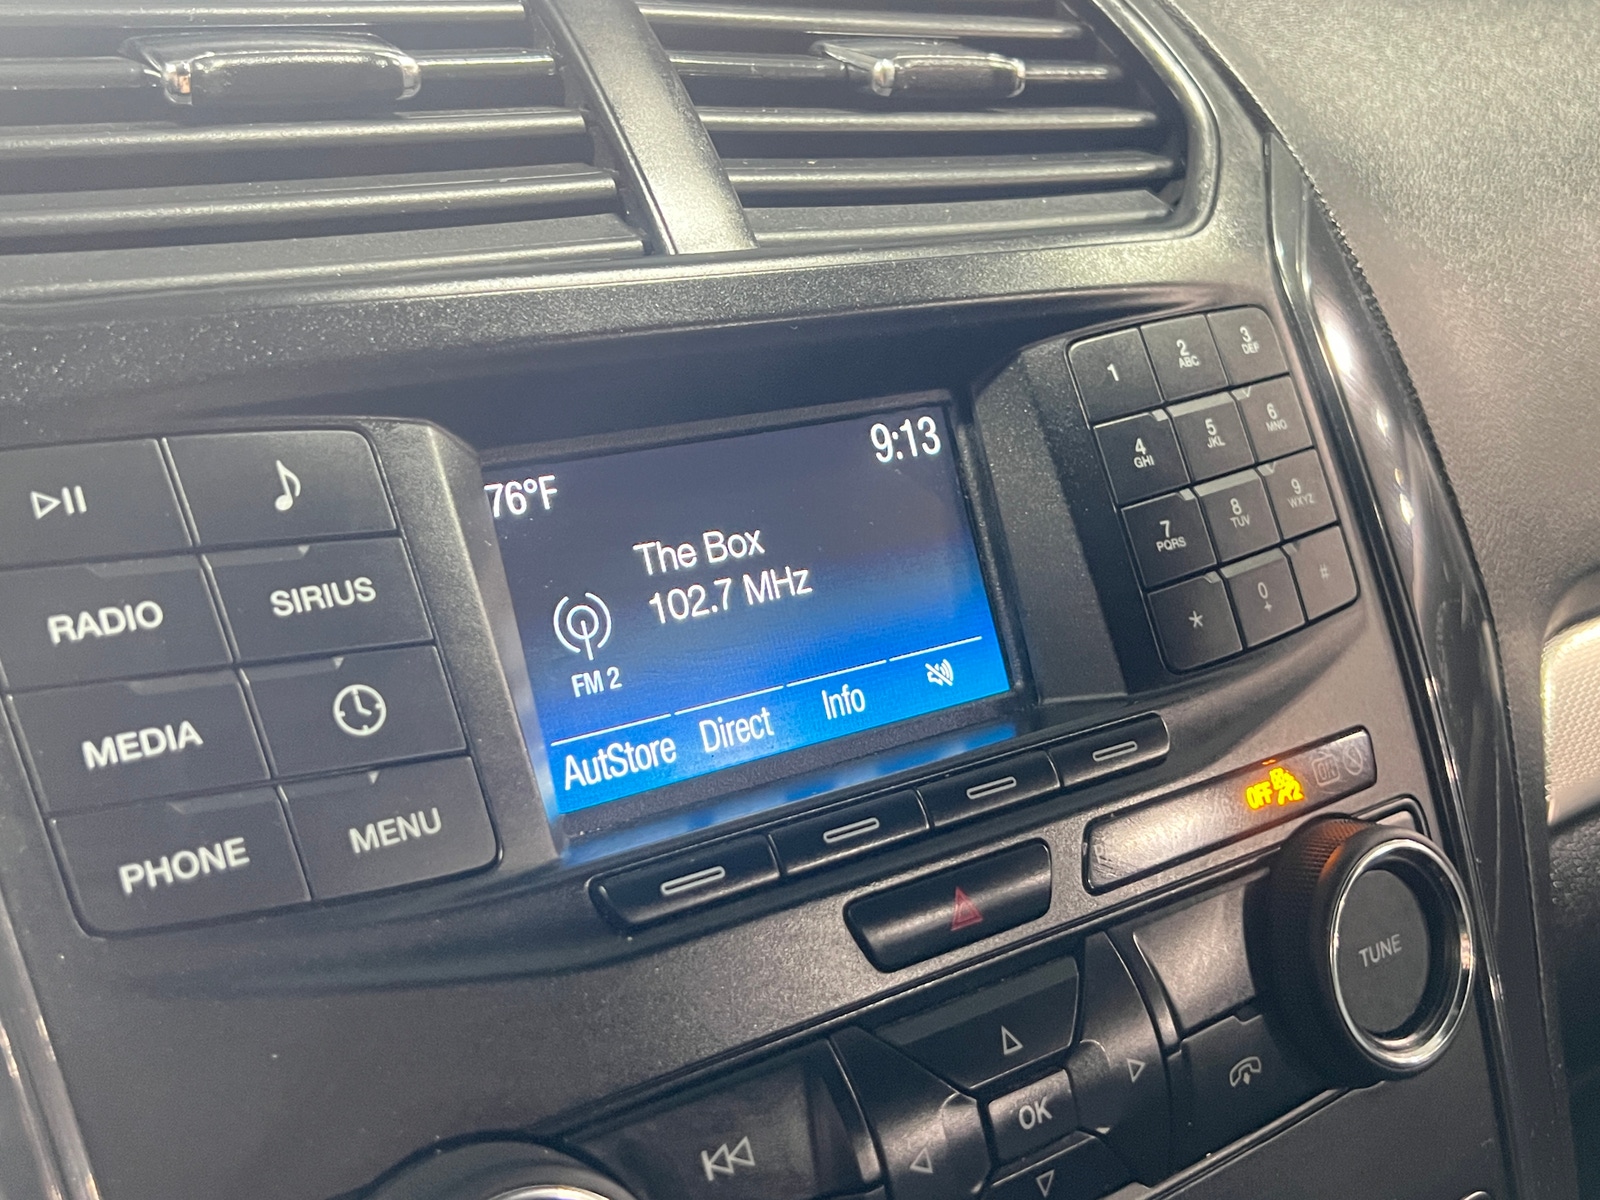 76°F
9:13
The Box
102.7 MHz
FM 2
AutStore
Direct
Info
RADIO
SIRIUS
MEDIA
PHONE
MENU
1
2
ABC
3
DEF
4
GHI
5
JKL
6
MNO
7
PQRS
8
TUV
9
WXYZ
*
0
+
#
OFF
2
TUNE
OK